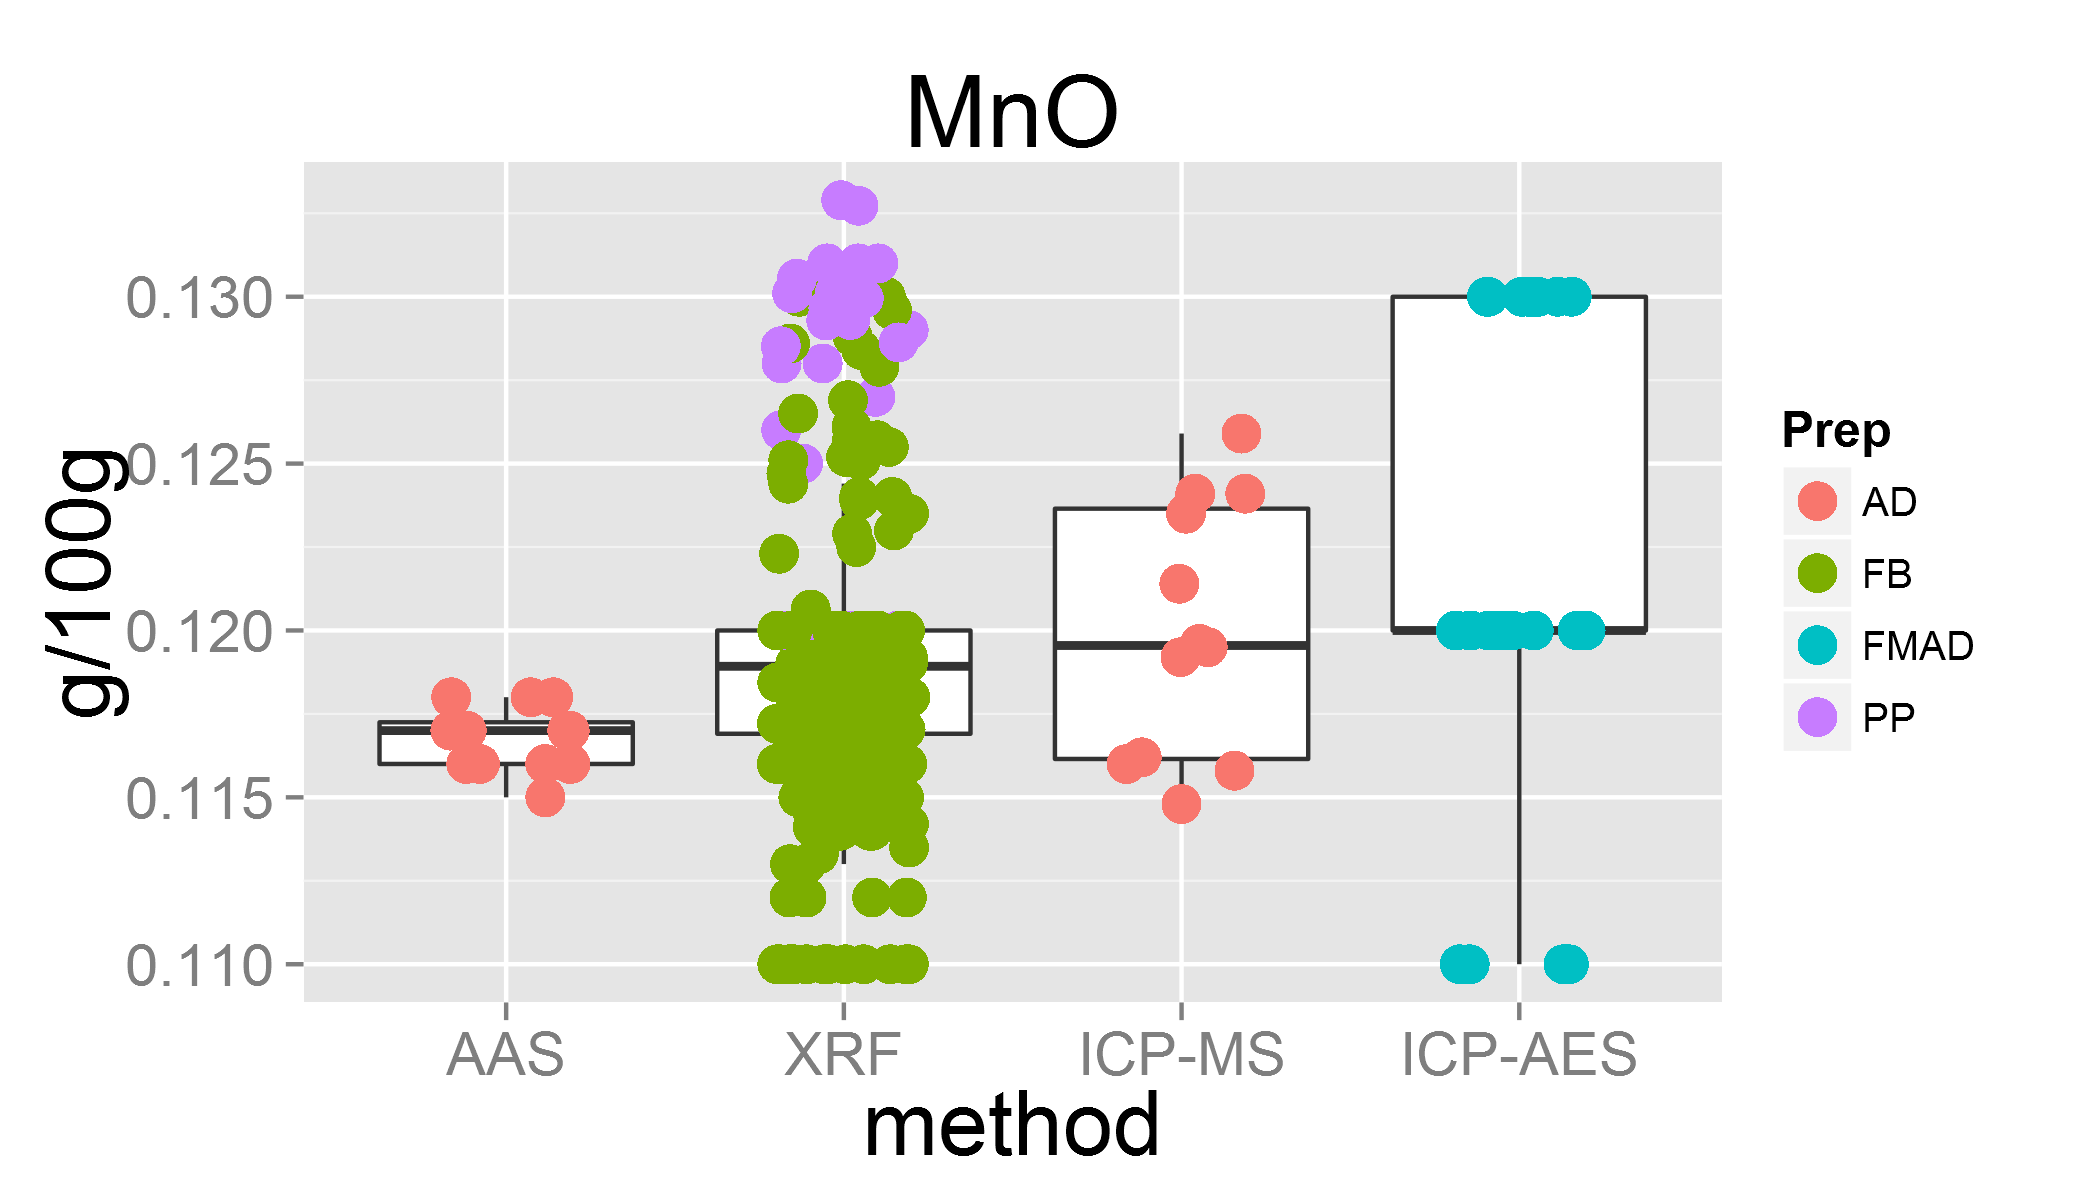 MnO
g/100g
0.130
0.125
0.120
0.115
0.110
AAS
XRF
ICP-MS
ICP-AES
method
Prep
AD
FB
FMAD
PP